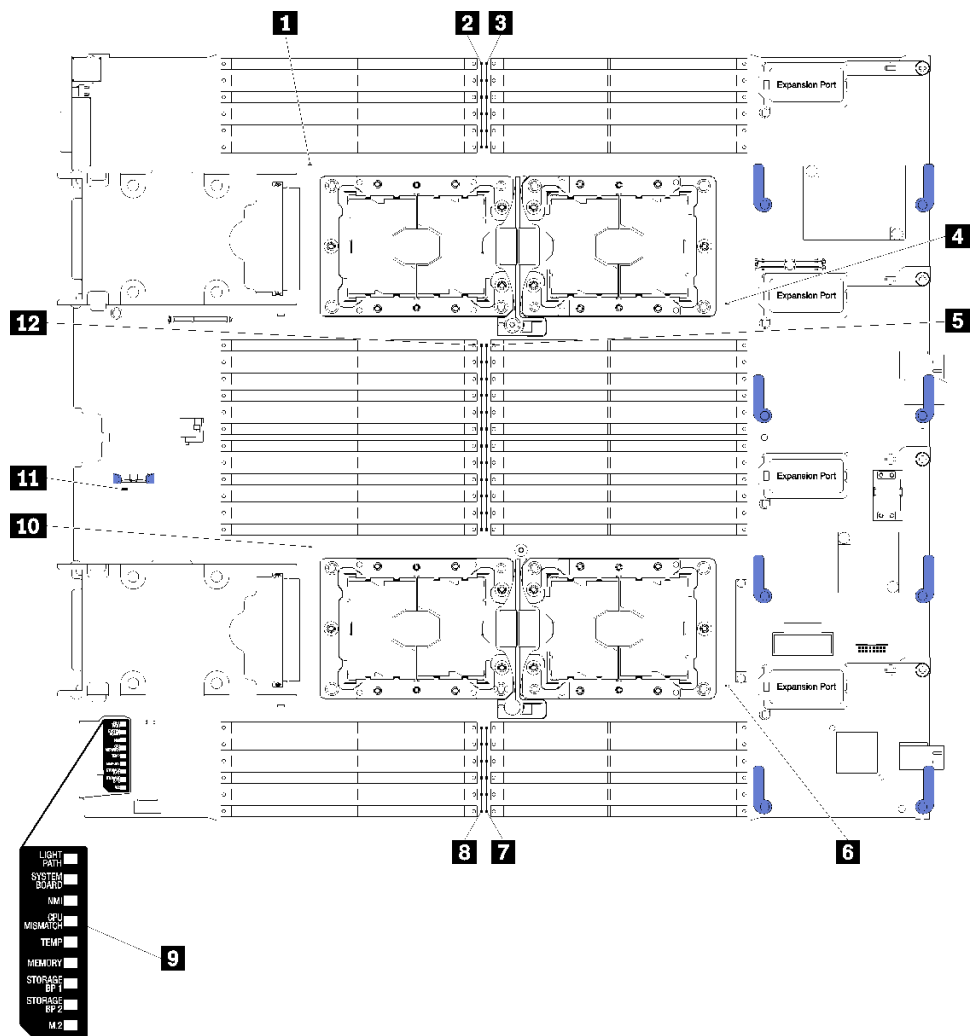 1
2
3
Expansion Port
4
Expansion Port
12
5
11
Expansion Port
10
Expansion Port
8
7
6
LIGHT
PATH
SYSTEM
BOARD
NMI
CPU
MISMATCH
TEMP
MEMORY
STORAGE
BP 1
STORAGE
BP 2
M.2
9